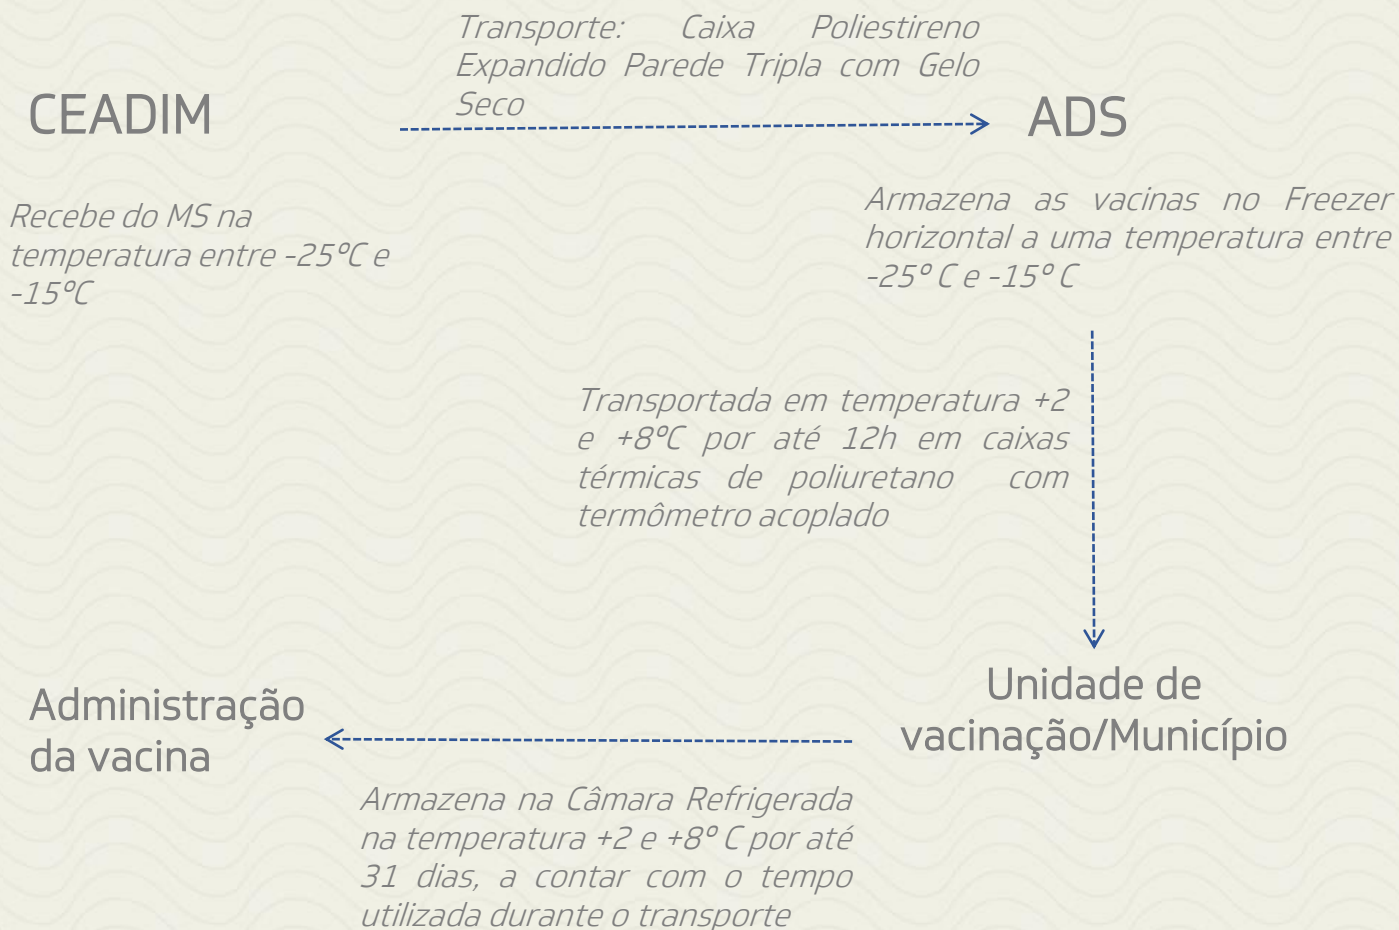 Transporte: Caixa Poliestireno
Expandido Parede Tripla com Gelo
Seco
CEADIM
ADS
Recebe do MS na
temperatura entre -25ºC e
-15ºC
Armazena as vacinas no Freezer
horizontal a uma temperatura entre
-25º C e -15º C
Transportada em temperatura +2
e +8ºC por até 12h em caixas
térmicas de poliuretano com
termômetro acoplado
Unidade de
vacinação/Município
Administração
da vacina
Armazena na Câmara Refrigerada
na temperatura +2 e +8º C por até
31 dias, a contar com o tempo
utilizada durante o transporte